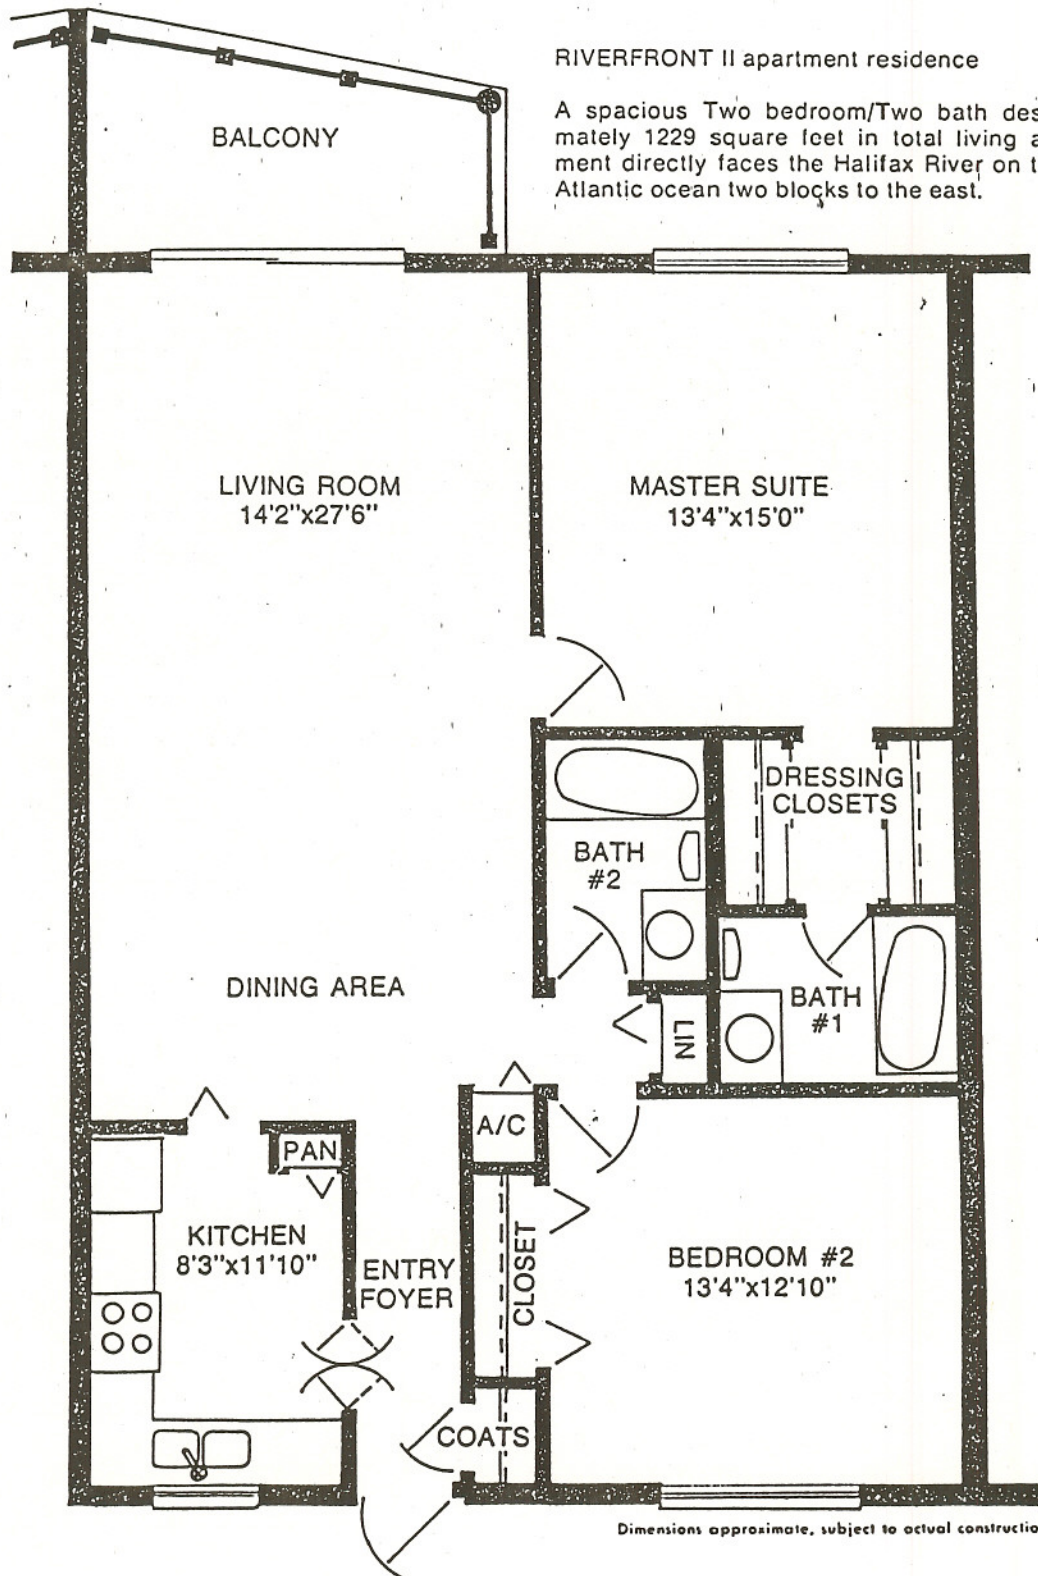 RIVERFRONT II apartment residence
A spacious Two bedroom/Two bath des
mately 1229 square feet in total living a
ment directly faces the Halifax River on t
Atlantic ocean two blocks to the east.
BALCONY
LIVING ROOM
14'2"x27'6"
MASTER SUITE
13'4"x15'0"
DRESSING
CLOSETS
BATH
#2
DINING AREA
BATH
#1
LIN
A/C
PAN
KITCHEN
8'3"x11'10"
ENTRY
FOYER
CLOSET
BEDROOM #2
13'4"x12'10"
COATS
Dimensions approximate, subject to actual constructio